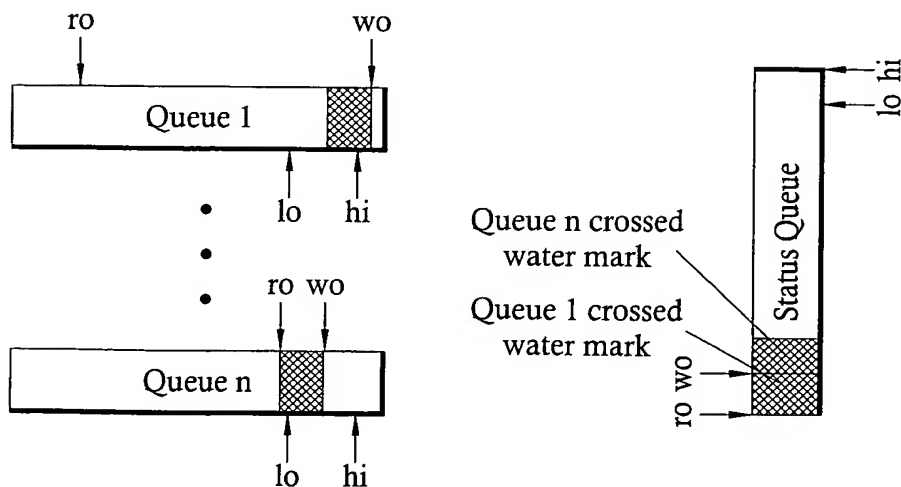 ro
wo
Queue 1
lo
hi
ro
wo
Queue n
lo
hi
Queue n crossed
water mark
Queue 1 crossed
water mark
Status Queue
lo hi
ro wo